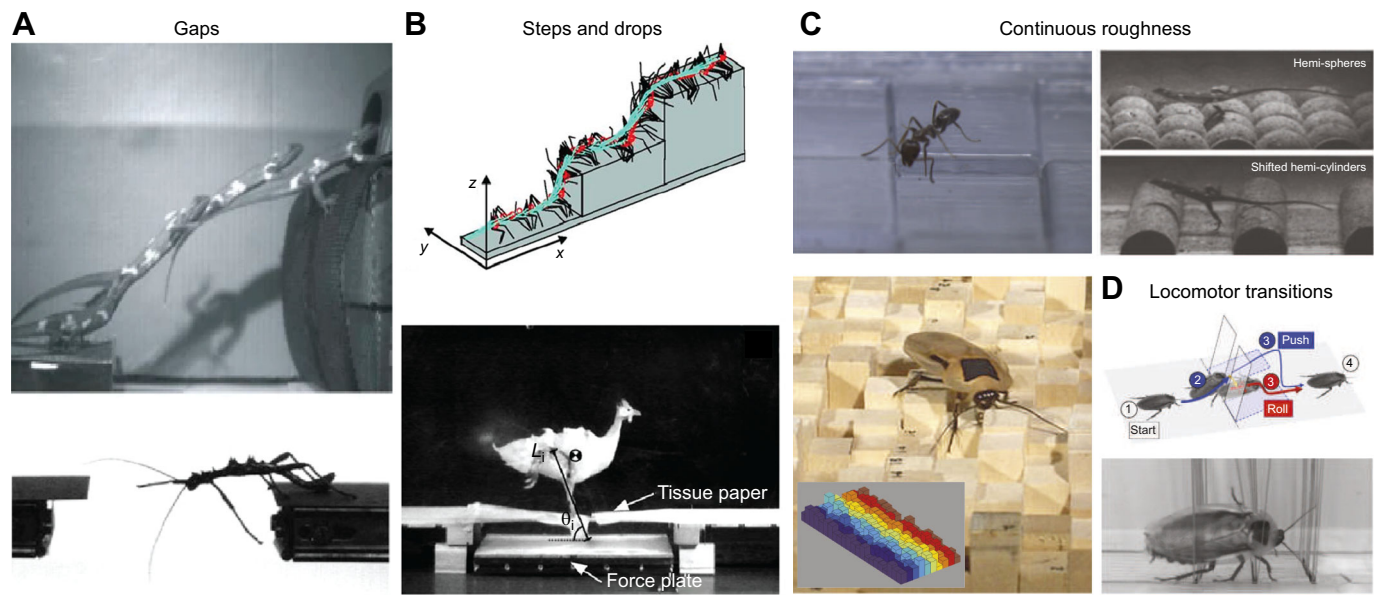 A
Gaps
B
Steps and drops
z
y
x
L i
θ i
Tissue paper
Force plate
C
Continuous roughness
Hemi-spheres
Shifted hemi-cylinders
D
Locomotor transitions
3
Push
2
3
4
1
Roll
Start